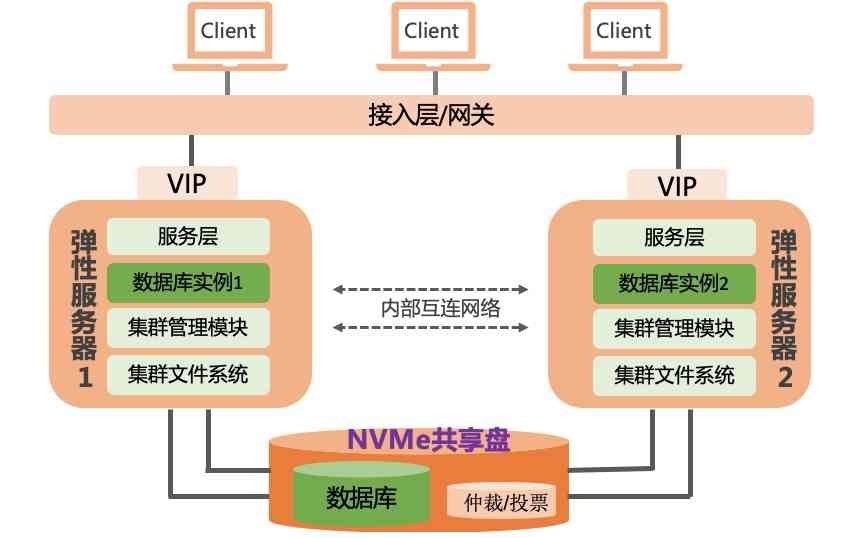 Client
Client
Client
接入层/网关
VIP
VIP
弹性服务器1
服务层
数据库实例1
集群管理模块
集群文件系统
内部互连网络
服务层
数据库实例2
集群管理模块
集群文件系统
弹性服务器2
NVMe共享盘
数据库
仲裁/投票